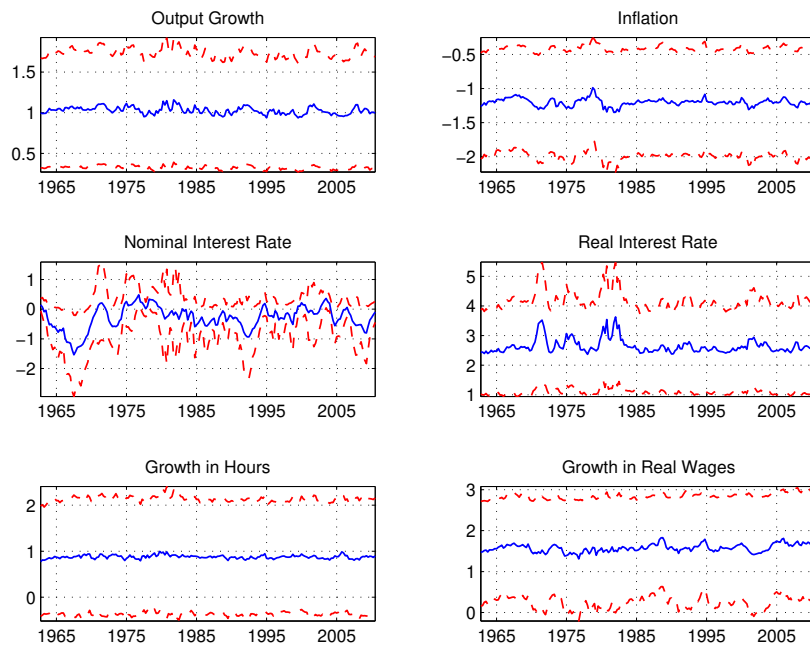 Output Growth
1.5
1
0.5
1965 1975 1985 1995 2005
Inflation
−0.5
−1
−1.5
−2
1965 1975 1985 1995 2005
Nominal Interest Rate
1
0
−1
−2
1965 1975 1985 1995 2005
Real Interest Rate
5
4
3
2
1
1965 1975 1985 1995 2005
Growth in Hours
2
1
0
1965 1975 1985 1995 2005
Growth in Real Wages
3
2
1
0
1965 1975 1985 1995 2005